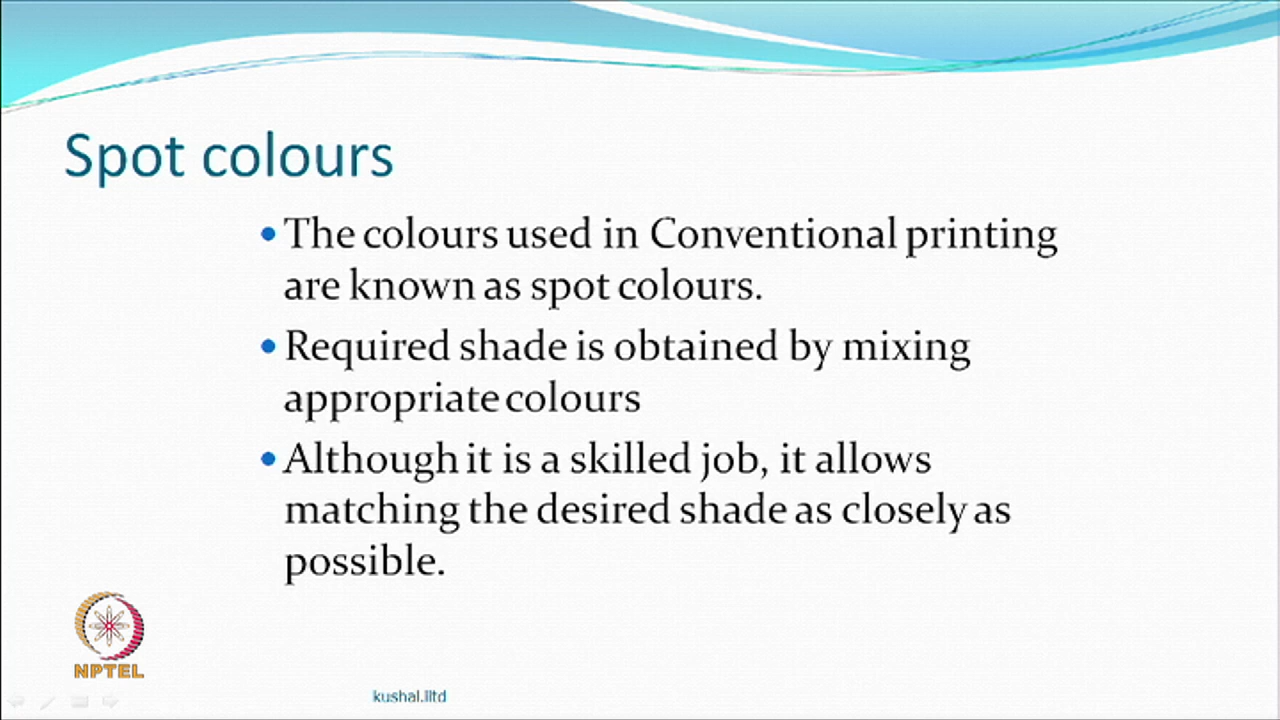 Spot colours
• The colours used in Conventional printing
are known as spot colours.
• Required shade is obtained by mixing
appropriate colours
• Although it is a skilled job, it allows
matching the desired shade as closely as
possible.
NPTEL
kushal.iitd